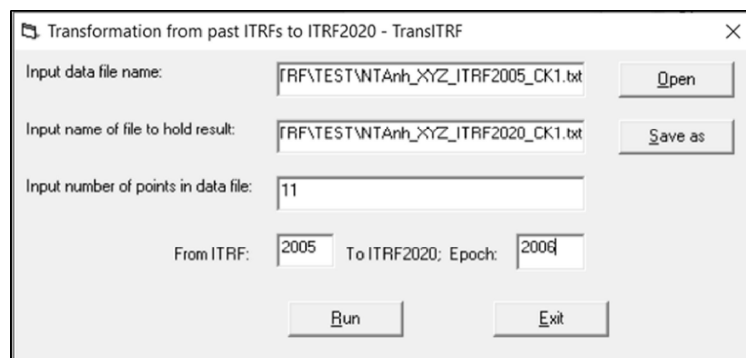 Transformation from past ITRFs to ITRF2020 - TransITRF
Input data file name: TRF\TEST\NTAnh_XYZ_ITRF2005_CK1.txt Open
Input name of file to hold result: TRF\TEST\NTAnh_XYZ_ITRF2020_CK1.txt Save as
Input number of points in data file: 11
From ITRF: 2005 To ITRF2020; Epoch: 2006
Run Exit